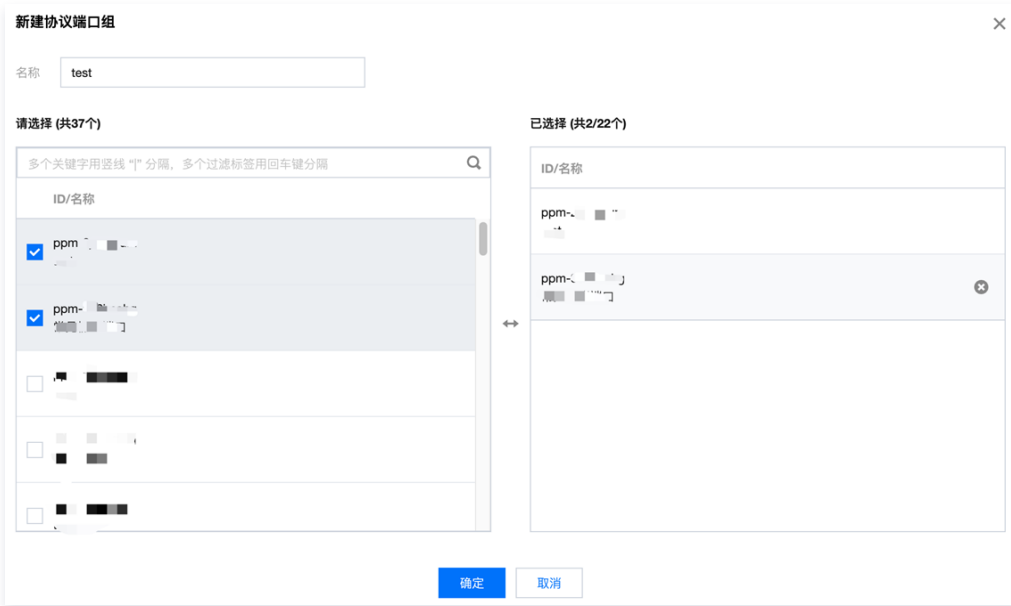 新建协议端口组
名称
test
请选择 (共37个)
多个关键字用竖线 “|” 分隔，多个过滤标签用回车键分隔
ID/名称
ppm
ppm-
已选择 (共2/22个)
ID/名称
ppm-
ppm-
确定
取消